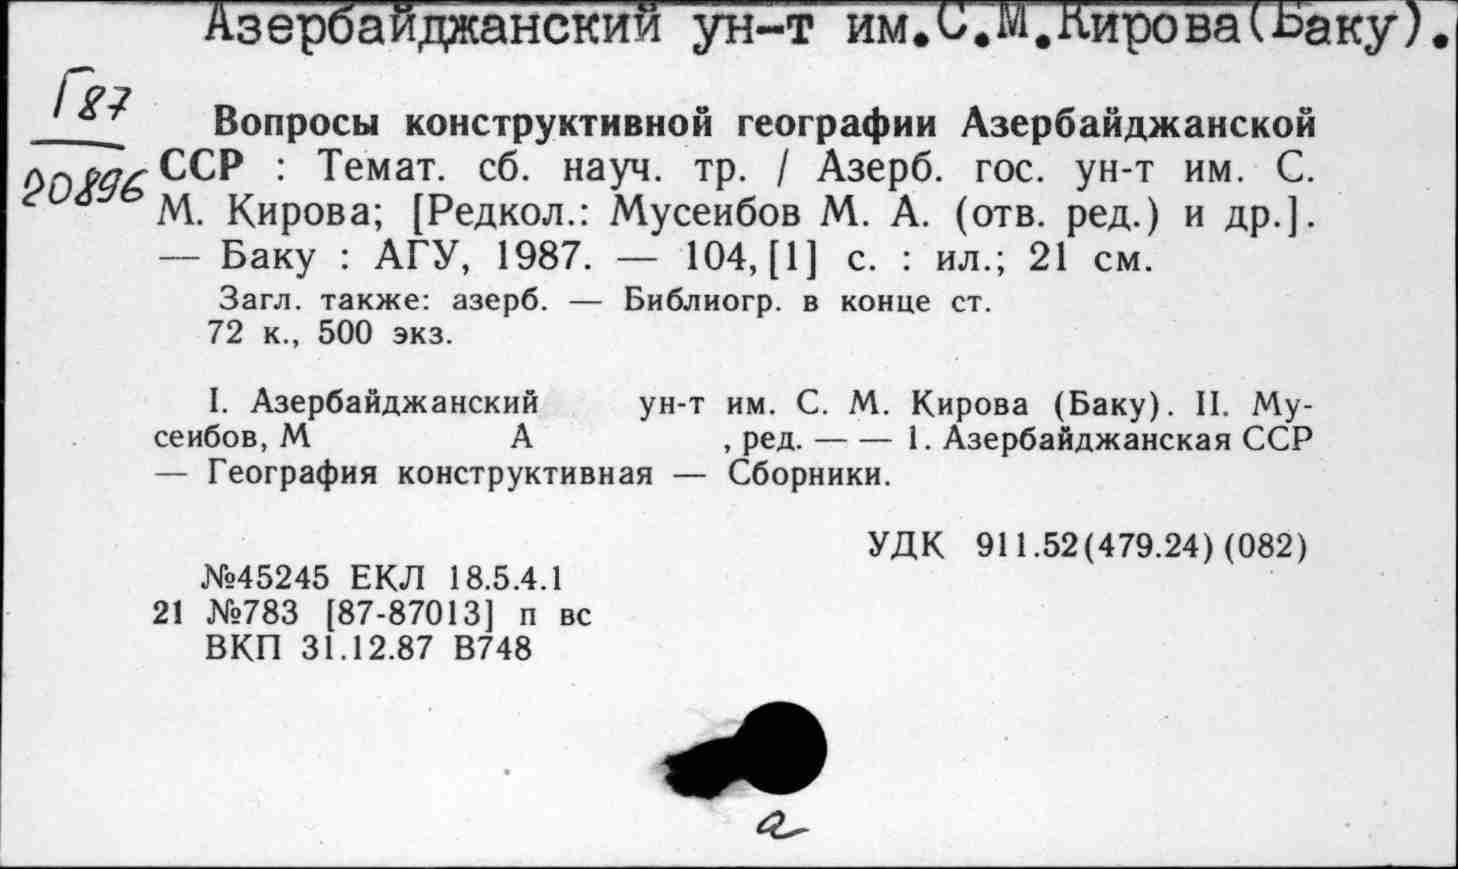 Азербайджанский ун-т им.С.М.Кирова(Баку).
Г87
20896
Вопросы конструктивной географии Азербайджанской
ССР : Темат. сб. науч. тр. / Азерб. гос. ун-т им. С.
М. Кирова; [Редкол.: Мусеибов М. А. (отв. ред.) и др.].
— Баку : АГУ, 1987. — 104, [1] с. : ил.; 21 см.
Загл. также: азерб. — Библиогр. в конце ст.
72 к., 500 экз.
I. Азербайджанский ун-т им. С. М. Кирова (Баку). II. Му-
сеибов, М А , ред. — — 1. Азербайджанская ССР
— География конструктивная — Сборники.
УДК 911.52(479.24)(082)
№45245 ЕКЛ 18.5.4.1
21 №783 [87-87013] п вс
ВКП 31.12.87 В748